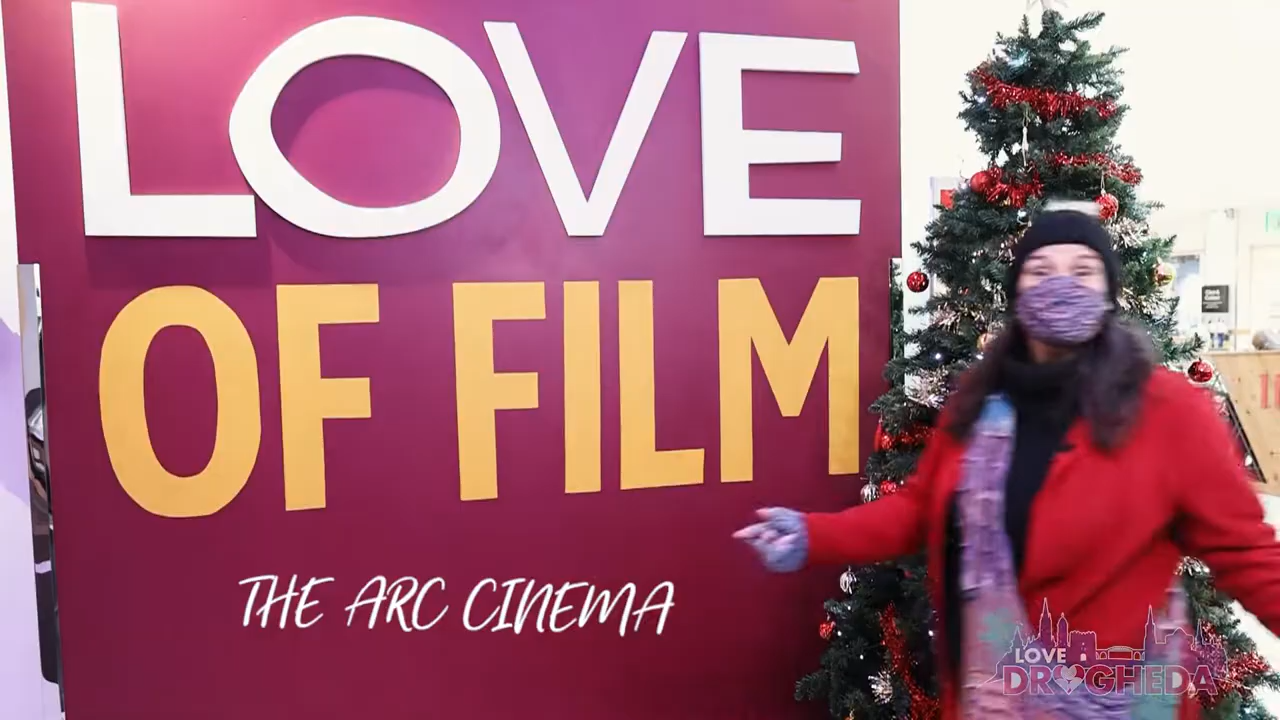 LOVE
OF FILM
THE ARC CINEMA
LOVE
DROGHEDA